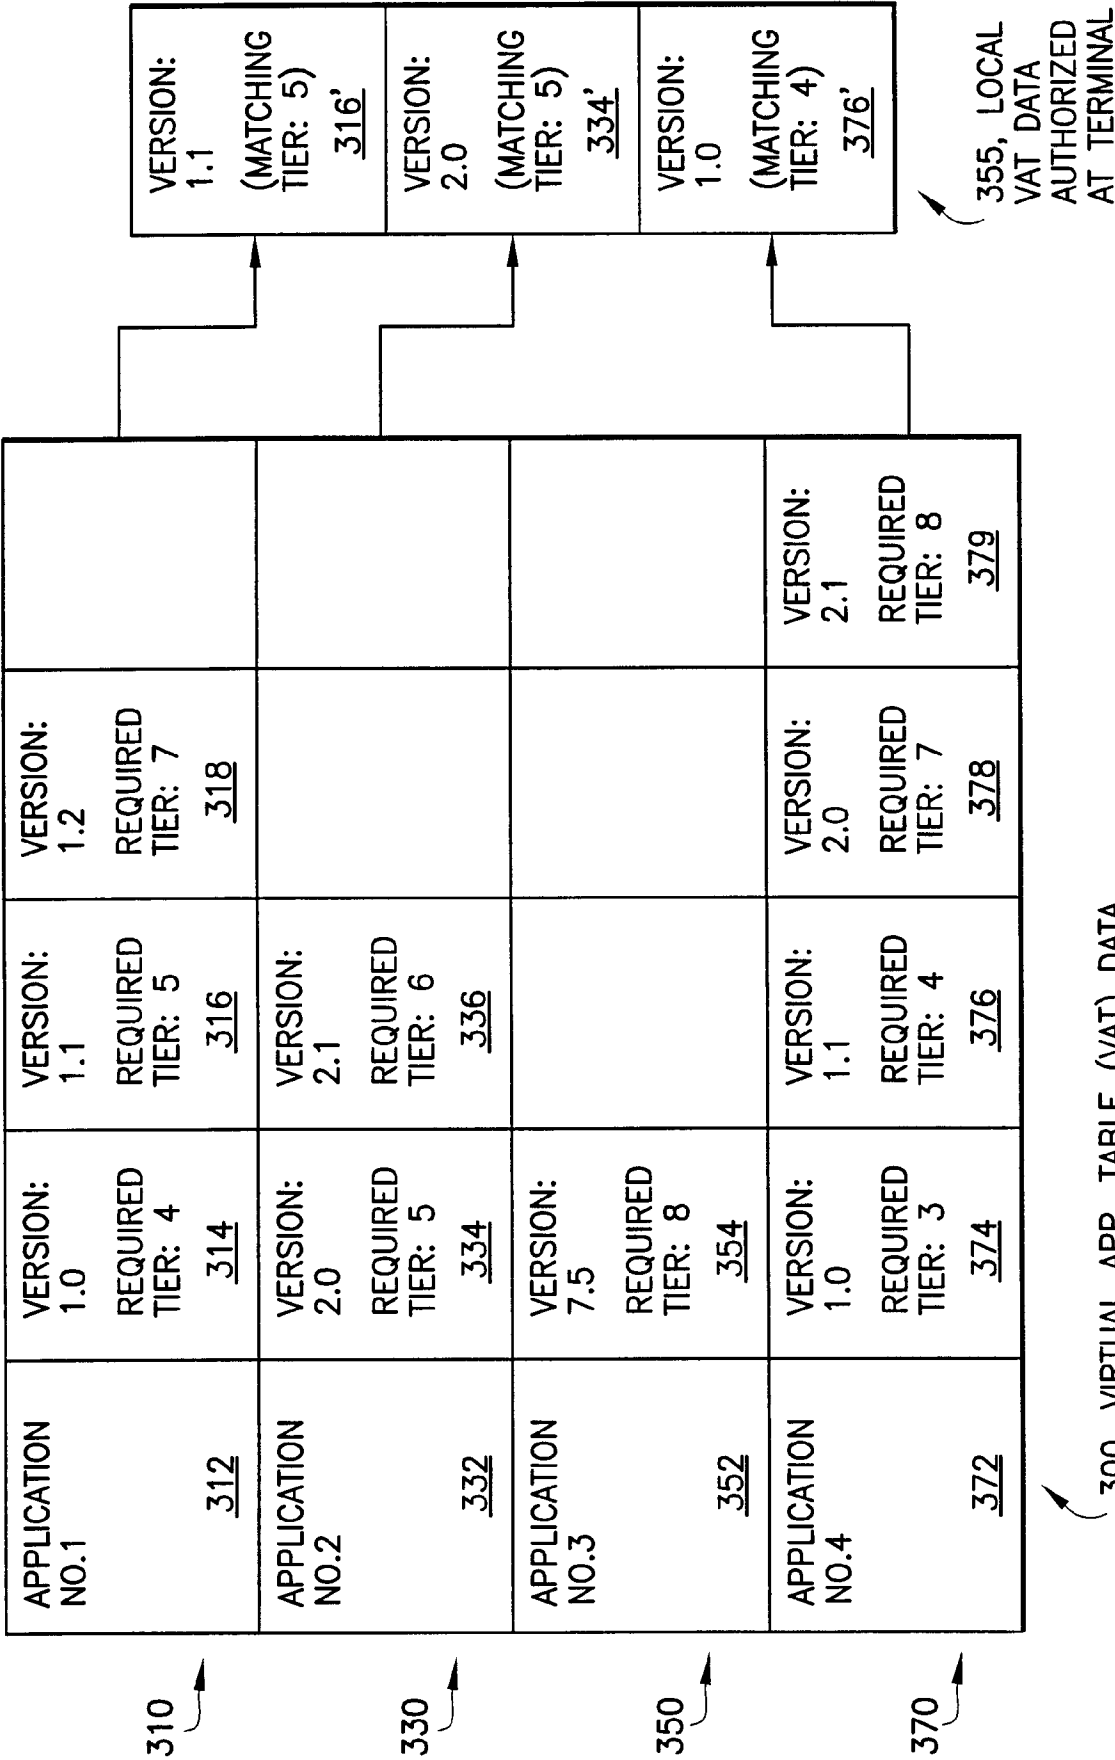 310
APPLICATION
NO.1
312
VERSION:
1.0
REQUIRED
TIER: 4
314
VERSION:
1.1
REQUIRED
TIER: 5
316
VERSION:
1.2
REQUIRED
TIER: 7
318
330
APPLICATION
NO.2
332
VERSION:
2.0
REQUIRED
TIER: 5
334
VERSION:
2.1
REQUIRED
TIER: 6
336
350
APPLICATION
NO.3
352
VERSION:
7.5
REQUIRED
TIER: 8
354
370
APPLICATION
NO.4
372
VERSION:
1.0
REQUIRED
TIER: 3
374
VERSION:
1.1
REQUIRED
TIER: 4
376
VERSION:
2.0
REQUIRED
TIER: 7
378
VERSION:
2.1
REQUIRED
TIER: 8
379
VERSION:
1.1
(MATCHING
TIER: 5)
316'
VERSION:
2.0
(MATCHING
TIER: 5)
334'
VERSION:
1.0
(MATCHING
TIER: 4)
376'
355, LOCAL
VAT DATA
AUTHORIZED
AT TERMINAL
300 VIRTUAL APP. TABLE (VAT) DATA